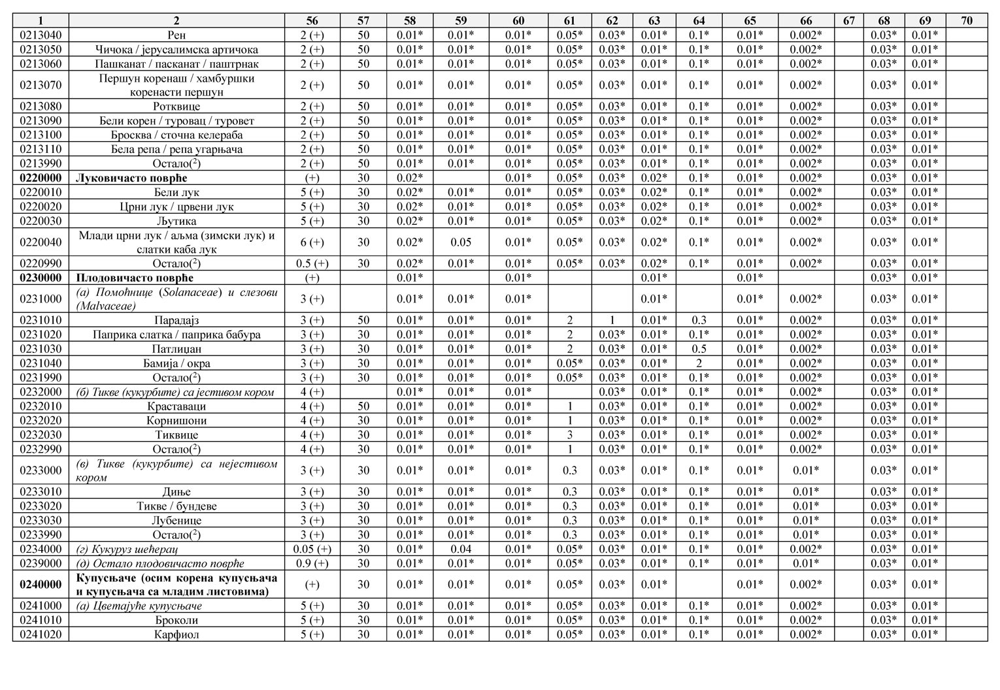 1 2 56 57 58 59 60 61 62 63 64 65 66 67 68 69 70
0213040 Рен 2 (+) 50 0.01* 0.01* 0.01* 0.05* 0.03* 0.01* 0.1* 0.01* 0.002* 0.03* 0.01*
0213050 Чичока / јерусалимска артичока 2 (+) 50 0.01* 0.01* 0.01* 0.05* 0.03* 0.01* 0.1* 0.01* 0.002* 0.03* 0.01*
0213060 Пашканат / пасканат / паштрнак 2 (+) 50 0.01* 0.01* 0.01* 0.05* 0.03* 0.01* 0.1* 0.01* 0.002* 0.03* 0.01*
0213070 Першун коренаш / хамбуршки
коренасти першун 2 (+) 50 0.01* 0.01* 0.01* 0.05* 0.03* 0.01* 0.1* 0.01* 0.002* 0.03* 0.01*
0213080 Ротквице 2 (+) 50 0.01* 0.01* 0.01* 0.05* 0.03* 0.01* 0.1* 0.01* 0.002* 0.03* 0.01*
0213090 Бели корен / туровац / туровет 2 (+) 50 0.01* 0.01* 0.01* 0.05* 0.03* 0.01* 0.1* 0.01* 0.002* 0.03* 0.01*
0213100 Бросква / сточна келераба 2 (+) 50 0.01* 0.01* 0.01* 0.05* 0.03* 0.01* 0.1* 0.01* 0.002* 0.03* 0.01*
0213110 Бела репа / репа угарњача 2 (+) 50 0.01* 0.01* 0.01* 0.05* 0.03* 0.01* 0.1* 0.01* 0.002* 0.03* 0.01*
0213990 Остало(²) 2 (+) 50 0.01* 0.01* 0.01* 0.05* 0.03* 0.01* 0.1* 0.01* 0.002* 0.03* 0.01*
0220000 Луковичасто поврће (+) 30 0.02* 0.01* 0.05* 0.03* 0.02* 0.1* 0.01* 0.002* 0.03* 0.01*
0220010 Бели лук 5 (+) 30 0.02* 0.01* 0.01* 0.05* 0.03* 0.02* 0.1* 0.01* 0.002* 0.03* 0.01*
0220020 Црни лук / црвени лук 5 (+) 30 0.02* 0.01* 0.01* 0.05* 0.03* 0.02* 0.1* 0.01* 0.002* 0.03* 0.01*
0220030 Љутика 5 (+) 30 0.02* 0.01* 0.01* 0.05* 0.03* 0.02* 0.1* 0.01* 0.002* 0.03* 0.01*
0220040 Млади црни лук / аљма (зимски лук) и
слатки каба лук 6 (+) 30 0.02* 0.05 0.01* 0.05* 0.03* 0.02* 0.1* 0.01* 0.002* 0.03* 0.01*
0220990 Остало(²) 0.5 (+) 30 0.02* 0.01* 0.01* 0.05* 0.03* 0.02* 0.1* 0.01* 0.002* 0.03* 0.01*
0230000 Плодовичасто поврће (+) 0.01* 0.01* 0.01* 0.01* 0.03* 0.01*
0231000 (а) Помоћнице (Solanaceae) и слезови
(Malvaceae) 3 (+) 0.01* 0.01* 0.01* 0.01* 0.01* 0.002* 0.03* 0.01*
0231010 Парадајз 3 (+) 50 0.01* 0.01* 0.01* 2 1 0.01* 0.3 0.01* 0.002* 0.03* 0.01*
0231020 Паприка слатка / паприка бабура 3 (+) 30 0.01* 0.01* 0.01* 2 0.03* 0.01* 0.1* 0.01* 0.002* 0.03* 0.01*
0231030 Патлиџан 3 (+) 30 0.01* 0.01* 0.01* 2 0.03* 0.01* 0.5 0.01* 0.002* 0.03* 0.01*
0231040 Бамија / окра 3 (+) 30 0.01* 0.01* 0.01* 0.05* 0.03* 0.01* 2 0.01* 0.002* 0.03* 0.01*
0231990 Остало(²) 3 (+) 30 0.01* 0.01* 0.01* 0.05* 0.03* 0.01* 0.1* 0.01* 0.002* 0.03* 0.01*
0232000 (б) Тикве (кукурбите) са јестивом кором 4 (+) 0.01* 0.01* 0.01* 0.03* 0.01* 0.1* 0.01* 0.002* 0.03* 0.01*
0232010 Краставаци 4 (+) 50 0.01* 0.01* 0.01* 1 0.03* 0.01* 0.1* 0.01* 0.002* 0.03* 0.01*
0232020 Корнишони 4 (+) 30 0.01* 0.01* 0.01* 1 0.03* 0.01* 0.1* 0.01* 0.002* 0.03* 0.01*
0232030 Тиквице 4 (+) 30 0.01* 0.01* 0.01* 3 0.03* 0.01* 0.1* 0.01* 0.002* 0.03* 0.01*
0232990 Остало(²) 4 (+) 30 0.01* 0.01* 0.01* 1 0.03* 0.01* 0.1* 0.01* 0.002* 0.03* 0.01*
0233000 (в) Тикве (кукурбите) са нејестивом
кором 3 (+) 30 0.01* 0.01* 0.01* 0.3 0.03* 0.01* 0.1* 0.01* 0.01* 0.03* 0.01*
0233010 Диње 3 (+) 30 0.01* 0.01* 0.01* 0.3 0.03* 0.01* 0.1* 0.01* 0.01* 0.03* 0.01*
0233020 Тикве / бундеве 3 (+) 30 0.01* 0.01* 0.01* 0.3 0.03* 0.01* 0.1* 0.01* 0.01* 0.03* 0.01*
0233030 Лубенице 3 (+) 30 0.01* 0.01* 0.01* 0.3 0.03* 0.01* 0.1* 0.01* 0.01* 0.03* 0.01*
0233990 Остало(²) 3 (+) 30 0.01* 0.01* 0.01* 0.3 0.03* 0.01* 0.1* 0.01* 0.01* 0.03* 0.01*
0234000 (г) Кукуруз шећерац 0.05 (+) 30 0.01* 0.04 0.01* 0.05* 0.03* 0.01* 0.1* 0.01* 0.002* 0.03* 0.01*
0239000 (д) Остало плодовичасто поврће 0.9 (+) 30 0.01* 0.01* 0.01* 0.05* 0.03* 0.01* 0.1* 0.01* 0.01* 0.03* 0.01*
0240000 Купусњаче (осим корена купусњача
и купусњача са младим листовима) (+) 30 0.01* 0.01* 0.01* 0.05* 0.03* 0.01* 0.01* 0.002* 0.03* 0.01*
0241000 (а) Цветајуће купусњаче 5 (+) 30 0.01* 0.01* 0.01* 0.05* 0.03* 0.01* 0.1* 0.01* 0.002* 0.03* 0.01*
0241010 Броколи 5 (+) 30 0.01* 0.01* 0.01* 0.05* 0.03* 0.01* 0.1* 0.01* 0.002* 0.03* 0.01*
0241020 Карфиол 5 (+) 30 0.01* 0.01* 0.01* 0.05* 0.03* 0.01* 0.1* 0.01* 0.002* 0.03* 0.01*